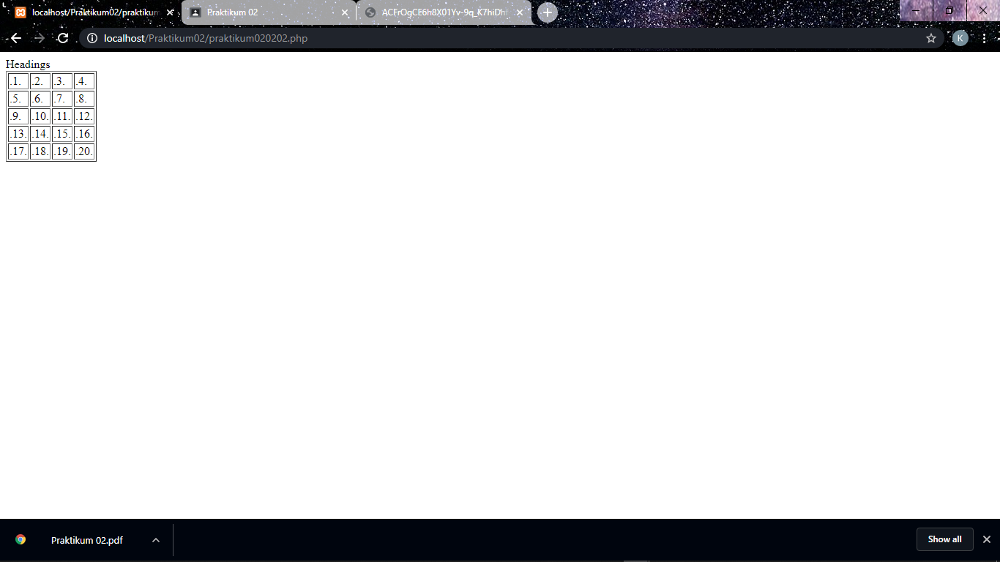 localhost/Praktikum02/praktikum
Praktikum 02
ACFrOgCE6h8X01Yv-9q_K7hiDh
localhost/Praktikum02/praktikum020202.php
K
Headings
.1. .2. .3. .4.
.5. .6. .7. .8.
.9. .10. .11. .12.
.13. .14. .15. .16.
.17. .18. .19. .20.
Praktikum 02.pdf
Show all